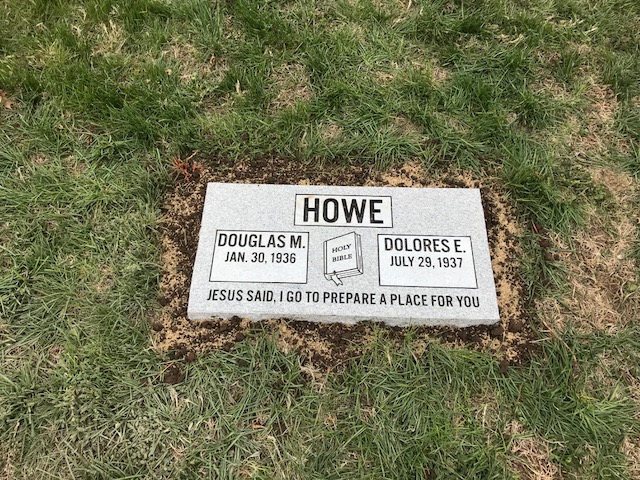 HOWE
DOUGLAS M.
JAN. 30, 1936
HOLY
BIBLE
DOLORES E.
JULY 29, 1937
JESUS SAID, I GO TO PREPARE A PLACE FOR YOU